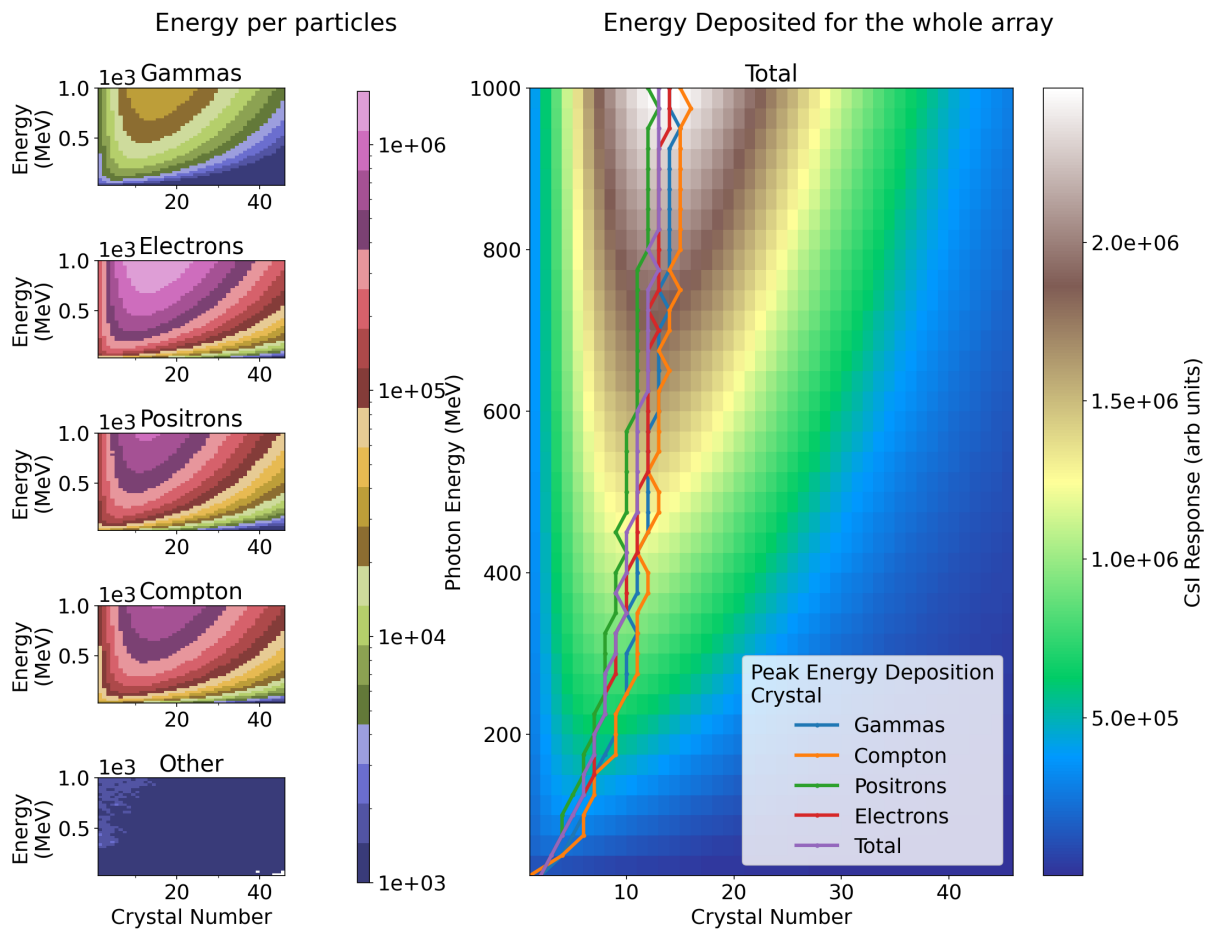 Energy per particles
Energy Deposited for the whole array
1e3 Gammas
1.0
0.5
Energy
(MeV)
20 40
1e3 Electrons
1.0
0.5
Energy
(MeV)
20 40
1e3 Positrons
1.0
0.5
Energy
(MeV)
20 40
1e3 Compton
1.0
0.5
Energy
(MeV)
20 40
1e3 Other
1.0
0.5
Energy
(MeV)
20 40
Crystal Number
1e+06
1e+05
1e+04
1e+03
Total
1000
800
600
400
200
Photon Energy (MeV)
10 20 30 40
Crystal Number
Peak Energy Deposition
Crystal
Gammas
Compton
Positrons
Electrons
Total
2.0e+06
1.5e+06
1.0e+06
5.0e+05
CsI Response (arb units)